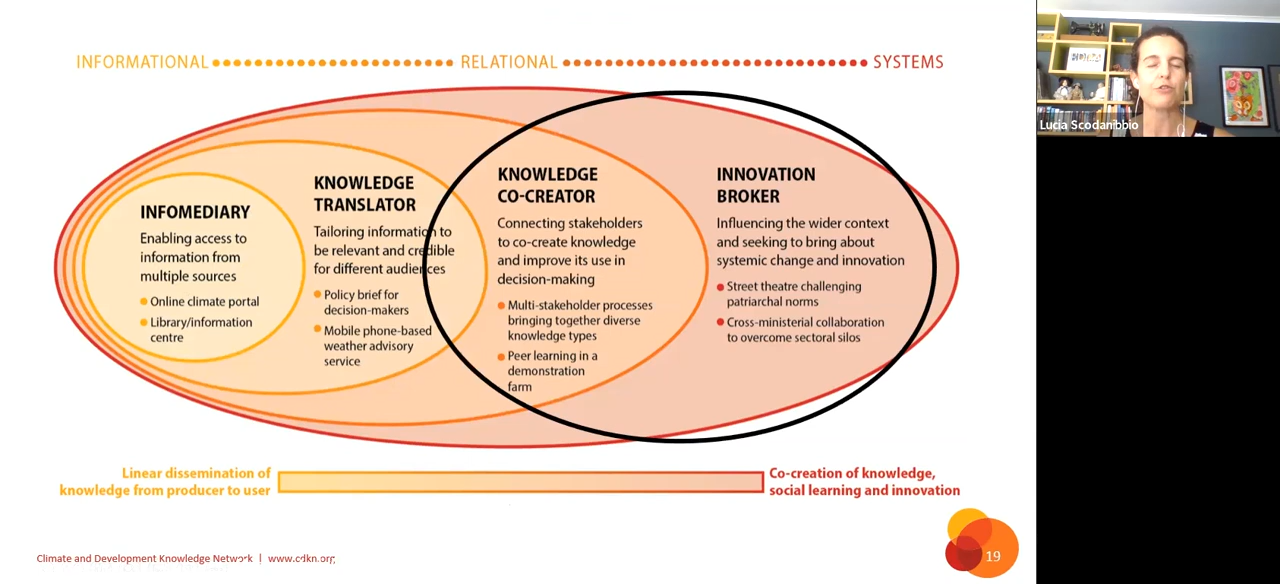 INFORMATIONAL RELATIONAL SYSTEMS
INFOMEDIARY
Enabling access to
information from
multiple sources
Online climate portal
Library/information
centre
KNOWLEDGE
TRANSLATOR
Tailoring information to
be relevant and credible
for different audiences
Policy brief for
decision-makers
Mobile phone-based
weather advisory
service
KNOWLEDGE
CO-CREATOR
Connecting stakeholders
to co-create knowledge
and improve its use in
decision-making
Multi-stakeholder processes
bringing together diverse
knowledge types
Peer learning in a
demonstration
farm
INNOVATION
BROKER
Influencing the wider context
and seeking to bring about
systemic change and innovation
Street theatre challenging
patriarchal norms
Cross-ministerial collaboration
to overcome sectoral silos
Linear dissemination of
knowledge from producer to user
Co-creation of knowledge,
social learning and innovation
Climate and Development Knowledge Network | www.cdkn.org
19
Lucia Scodanibbio